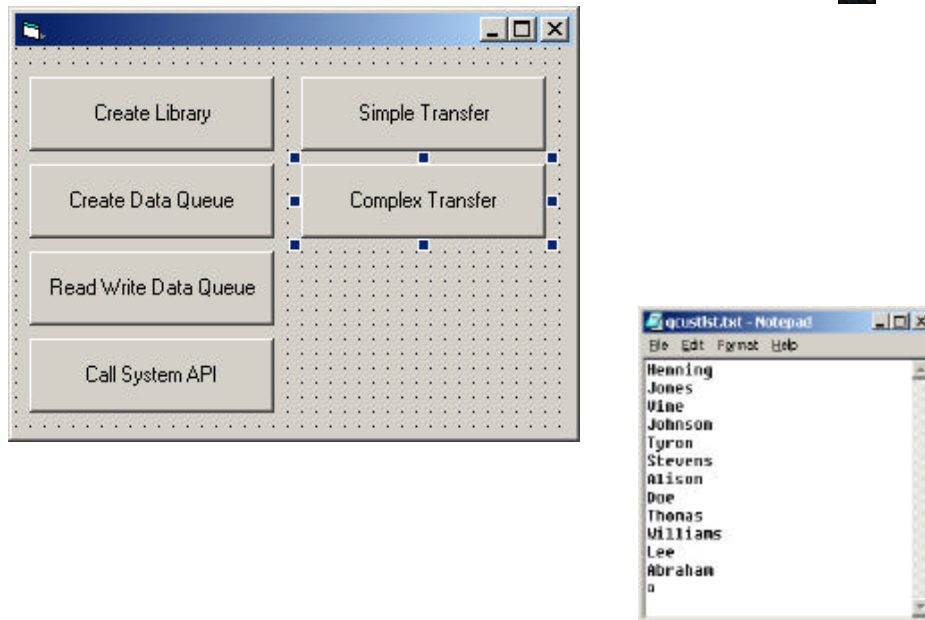 Create Library
Simple Transfer
Create Data Queue
Complex Transfer
Read Write Data Queue
Call System API
qcustlst.txt - Notepad
File Edit Format Help
Henning
Jones
Vine
Johnson
Tyron
Stevens
Alison
Doe
Thomas
Williams
Lee
Abraham